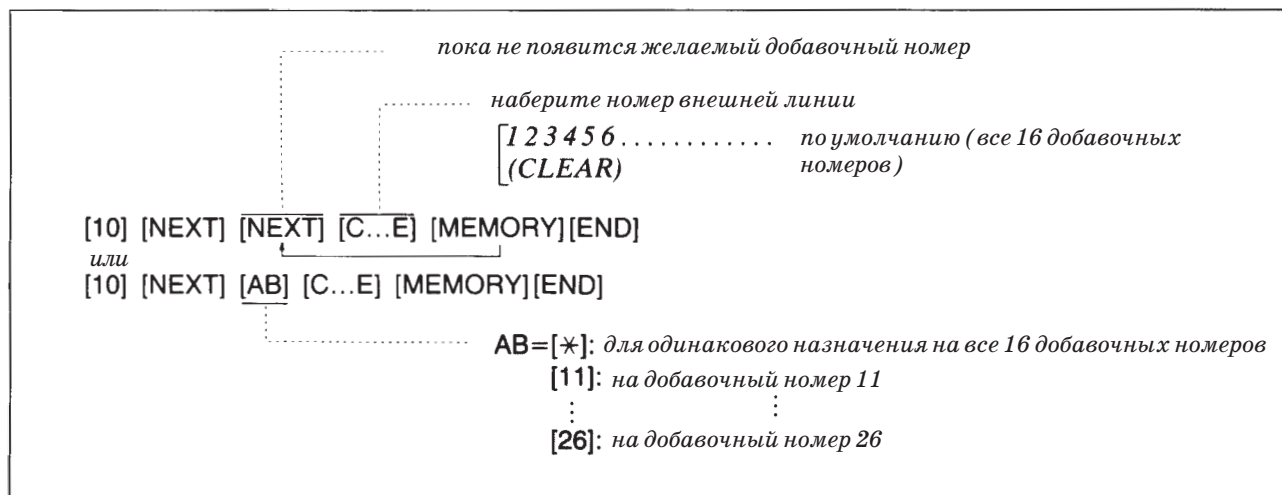 пока не появится желаемый добавочный номер
наберите номер внешней линии
1 2 3 4 5 6 . . . . . . . . . . . . по умолчанию ( все 16 добавочных
(CLEAR) номеров )
[10] [NEXT] [NEXT] [C...E] [MEMORY] [END]
или
[10] [NEXT] [AB] [C...E] [MEMORY] [END]
AB=[✳]: для одинакового назначения на все 16 добавочных номеров
[11]: на добавочный номер 11
⋮ ⋮
[26]: на добавочный номер 26